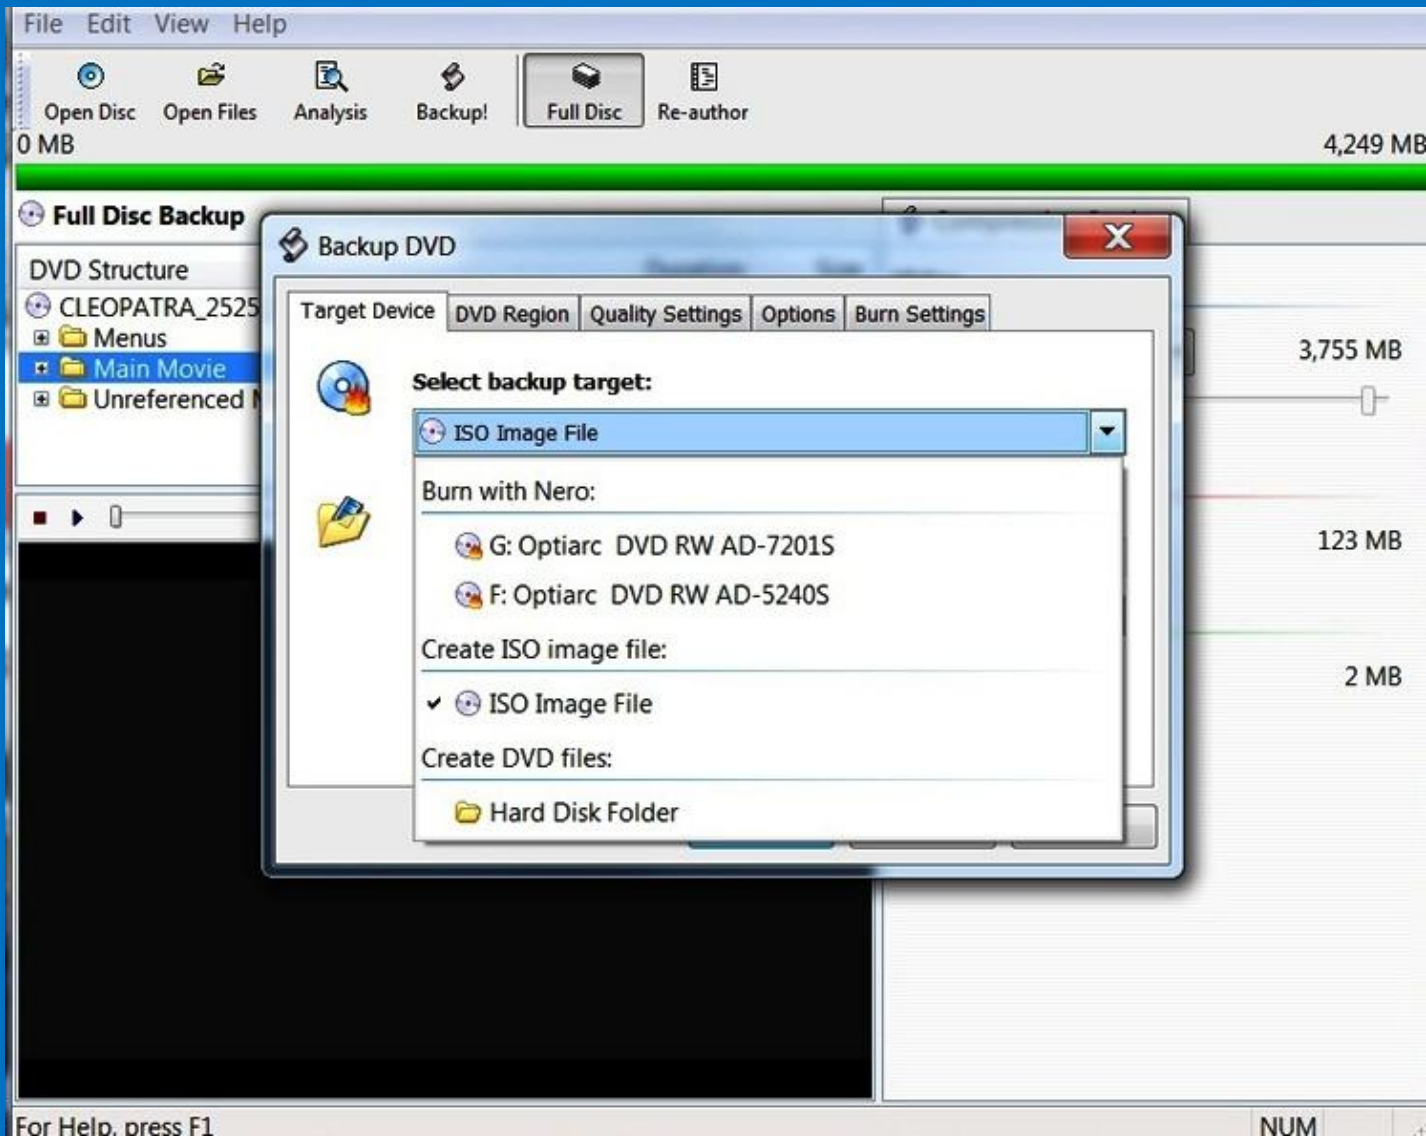 File Edit View Help
Open Disc Open Files Analysis Backup! Full Disc Re-author
0 MB 4,249 MB
Full Disc Backup
Backup DVD
DVD Structure
CLEOPATRA_2525
Menus
Main Movie
Unreferenced
Target Device DVD Region Quality Settings Options Burn Settings
Select backup target:
ISO Image File
Burn with Nero:
G: Optiarc DVD RW AD-7201S
F: Optiarc DVD RW AD-5240S
Create ISO image file:
ISO Image File
Create DVD files:
Hard Disk Folder
3,755 MB
123 MB
2 MB
For Help, press F1 NUM